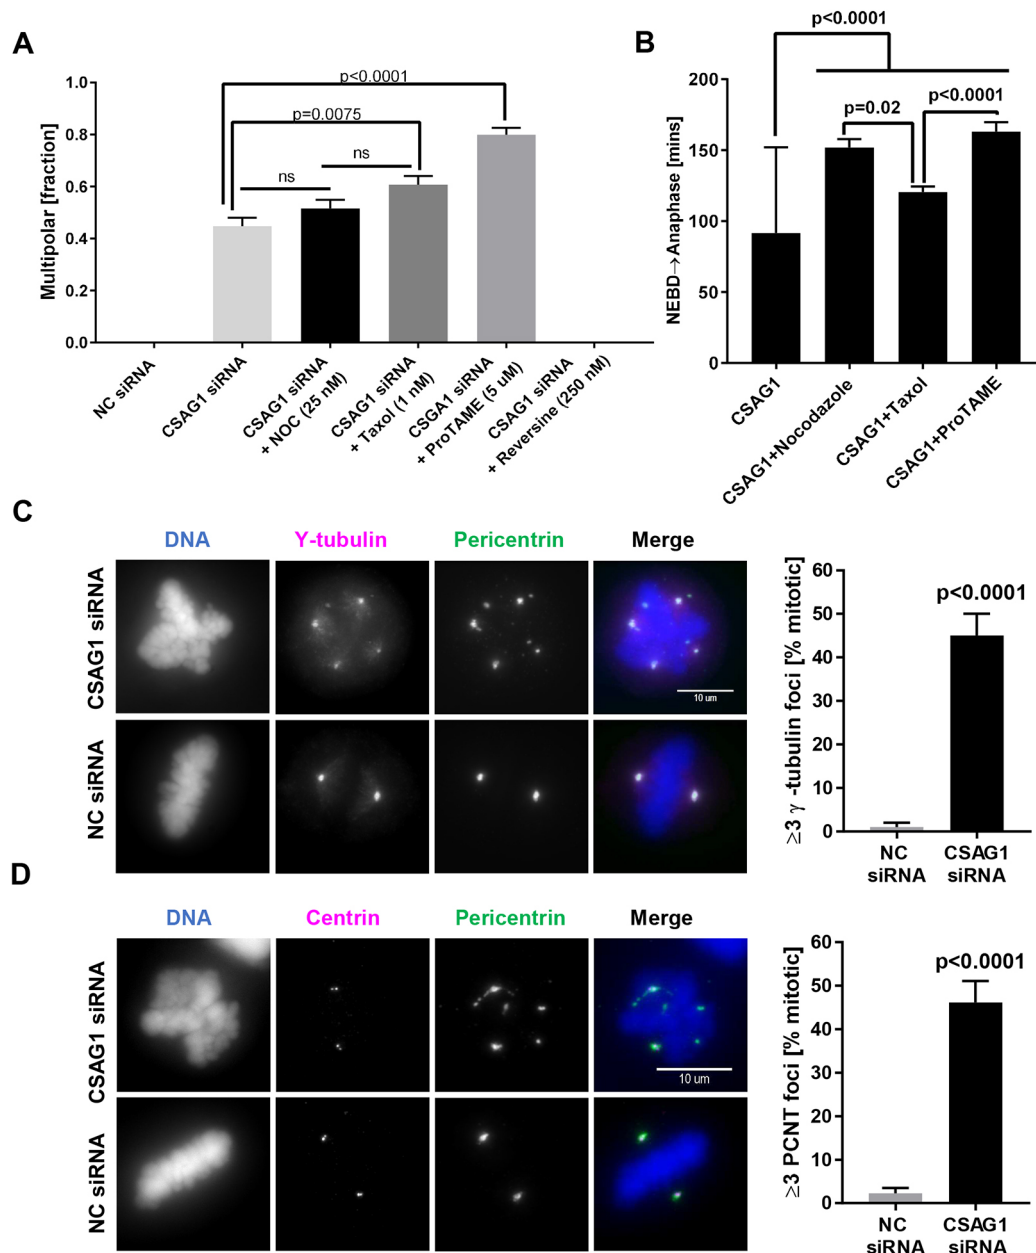 A
p<0.0001
p=0.0075
ns
ns
Multipolar [fraction]
1.0
0.8
0.6
0.4
0.2
0.0
NC siRNA
CSAG1 siRNA
CSAG1 siRNA
+ NOC (25 nM)
CSAG1 siRNA
+ Taxol (1 nM)
CSGA1 siRNA
+ ProTAME (5 uM)
CSAG1 siRNA
+ Reversine (250 nM)
B
p<0.0001
p=0.02
p<0.0001
NEBD→Anaphase [mins]
200
150
100
50
0
CSAG1
CSAG1+Nocodazole
CSAG1+Taxol
CSAG1+ProTAME
C
DNA
Y-tubulin
Pericentrin
Merge
CSAG1 siRNA
10 um
NC siRNA
≥3 γ -tubulin foci [% mitotic]
60
50
40
30
20
10
0
p<0.0001
NC
siRNA
CSAG1
siRNA
D
DNA
Centrin
Pericentrin
Merge
CSAG1 siRNA
10 um
NC siRNA
≥3 PCNT foci [% mitotic]
60
50
40
30
20
10
0
p<0.0001
NC
siRNA
CSAG1
siRNA